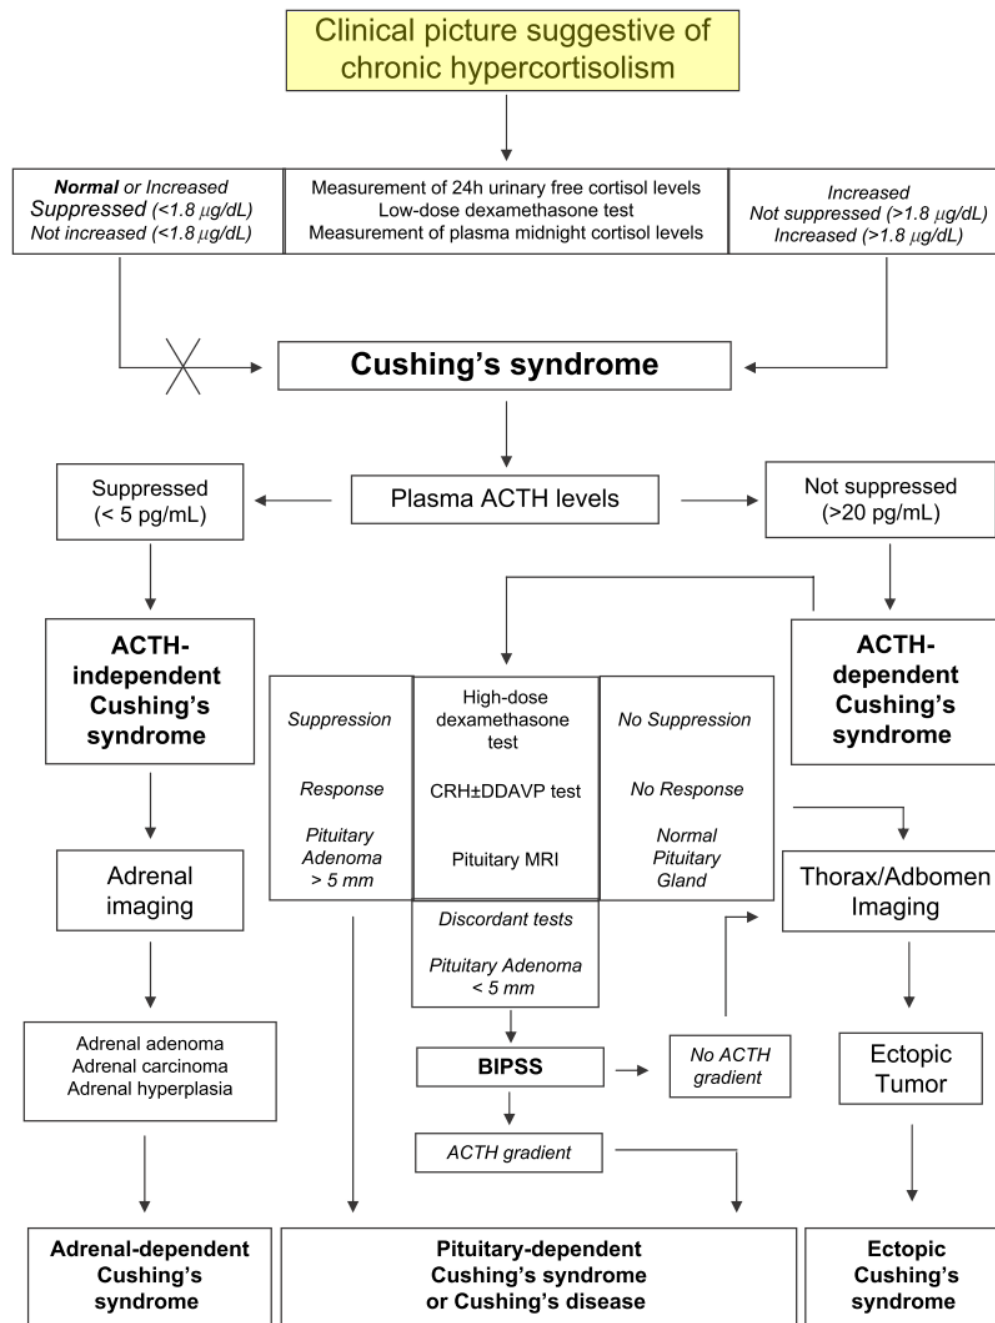 Clinical picture suggestive of
chronic hypercortisolism
Normal or Increased
Suppressed (<1.8 µg/dL)
Not increased (<1.8 µg/dL)
Measurement of 24h urinary free cortisol levels
Low-dose dexamethasone test
Measurement of plasma midnight cortisol levels
Increased
Not suppressed (>1.8 µg/dL)
Increased (>1.8 µg/dL)
Cushing's syndrome
Suppressed
(< 5 pg/mL)
Plasma ACTH levels
Not suppressed
(>20 pg/mL)
ACTH-
independent
Cushing's
syndrome
ACTH-
dependent
Cushing's
syndrome
Suppression
Response
Pituitary
Adenoma
> 5 mm
High-dose
dexamethasone
test
CRH±DDAVP test
Pituitary MRI
No Suppression
No Response
Normal
Pituitary
Gland
Discordant tests
Pituitary Adenoma
< 5 mm
Adrenal
imaging
Thorax/Adbomen
Imaging
Adrenal adenoma
Adrenal carcinoma
Adrenal hyperplasia
BIPSS
No ACTH
gradient
Ectopic
Tumor
ACTH gradient
Adrenal-dependent
Cushing's
syndrome
Pituitary-dependent
Cushing's syndrome
or Cushing's disease
Ectopic
Cushing's
syndrome